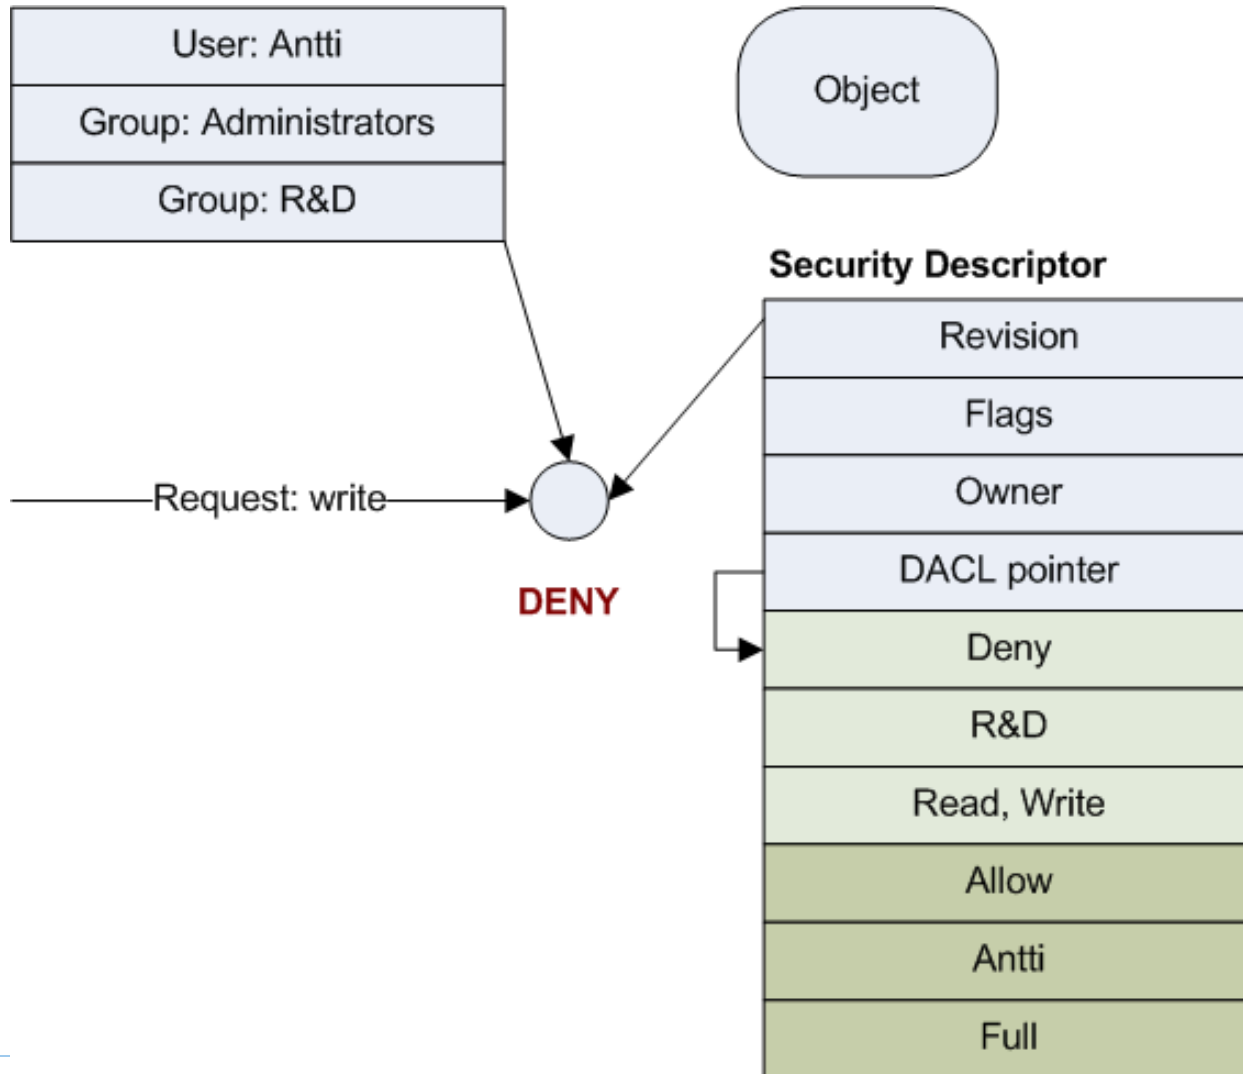 User: Antti
Group: Administrators
Group: R&D
Object
Security Descriptor
Revision
Flags
Owner
DACL pointer
Deny
R&D
Read, Write
Allow
Antti
Full
Request: write
DENY